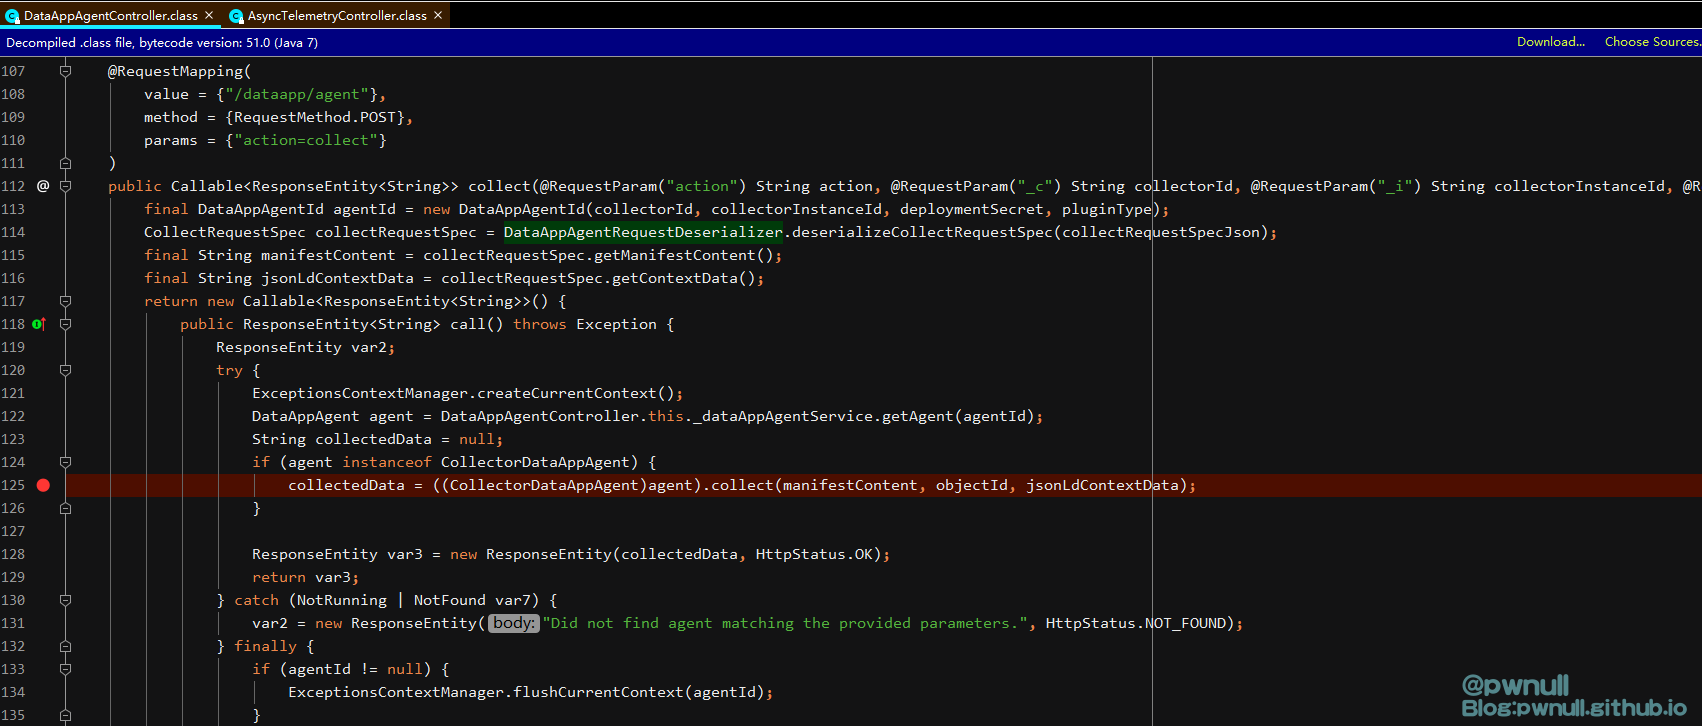 DataAppAgentController.class × AsyncTelemetryController.class ×
Decompiled .class file, bytecode version: 51.0 (Java 7) Download... Choose Sources.
107 @RequestMapping(
108 value = {"/dataapp/agent"},
109 method = {RequestMethod.POST},
110 params = {"action=collect"}
111 )
112 @ public Callable<ResponseEntity<String>> collect(@RequestParam("action") String action, @RequestParam("_c") String collectorId, @RequestParam("_i") String collectorInstanceId, @R
113 final DataAppAgentId agentId = new DataAppAgentId(collectorId, collectorInstanceId, deploymentSecret, pluginType);
114 CollectRequestSpec collectRequestSpec = DataAppAgentRequestDeserializer.deserializeCollectRequestSpec(collectRequestSpecJson);
115 final String manifestContent = collectRequestSpec.getManifestContent();
116 final String jsonLdContextData = collectRequestSpec.getContextData();
117 return new Callable<ResponseEntity<String>>() {
118 public ResponseEntity<String> call() throws Exception {
119 ResponseEntity var2;
120 try {
121 ExceptionsContextManager.createCurrentContext();
122 DataAppAgent agent = DataAppAgentController.this._dataAppAgentService.getAgent(agentId);
123 String collectedData = null;
124 if (agent instanceof CollectorDataAppAgent) {
125 collectedData = ((CollectorDataAppAgent)agent).collect(manifestContent, objectId, jsonLdContextData);
126 }
127
128 ResponseEntity var3 = new ResponseEntity(collectedData, HttpStatus.OK);
129 return var3;
130 } catch (NotRunning | NotFound var7) {
131 var2 = new ResponseEntity( body: "Did not find agent matching the provided parameters.", HttpStatus.NOT_FOUND);
132 } finally {
133 if (agentId != null) {
134 ExceptionsContextManager.flushCurrentContext(agentId);
135 }
@pwnull
Blog:pwnull.github.io